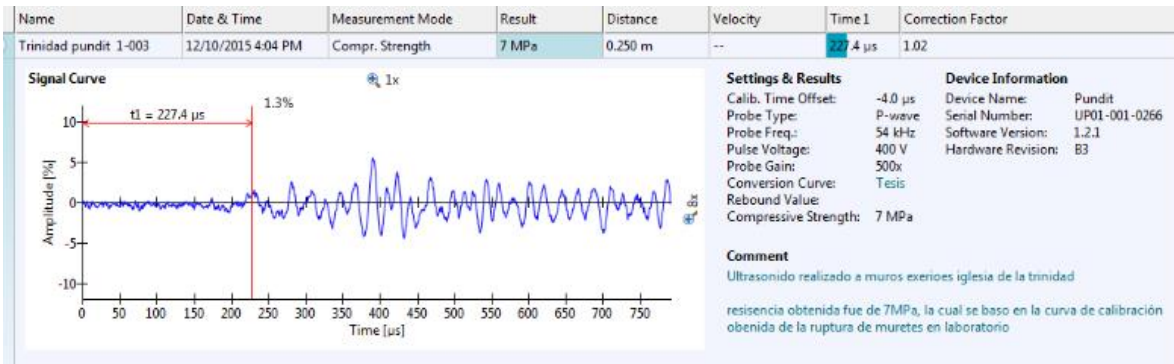 Name Date & Time Measurement Mode Result Distance Velocity Time 1 Correction Factor
Trinidad pundit 1-003 12/10/2015 4:04 PM Compr. Strength 7 MPa 0.250 m -- 227.4 µs 1.02
Signal Curve 1x
1.3%
t1 = 227.4 µs
10
5
0
-5
-10
Amplitude [%]
8x
0 50 100 150 200 250 300 350 400 450 500 550 600 650 700 750
Time [µs]
Settings & Results
Calib. Time Offset: -4.0 µs
Probe Type: P-wave
Probe Freq.: 54 kHz
Pulse Voltage: 400 V
Probe Gain: 500x
Conversion Curve: Tesis
Rebound Value:
Compressive Strength: 7 MPa
Device Information
Device Name: Pundit
Serial Number: UP01-001-0266
Software Version: 1.2.1
Hardware Revision: B3
Comment
Ultrasonido realizado a muros exerioes iglesia de la trinidad
resisencia obtenida fue de 7MPa, la cual se baso en la curva de calibración
obenida de la ruptura de muretes en laboratorio